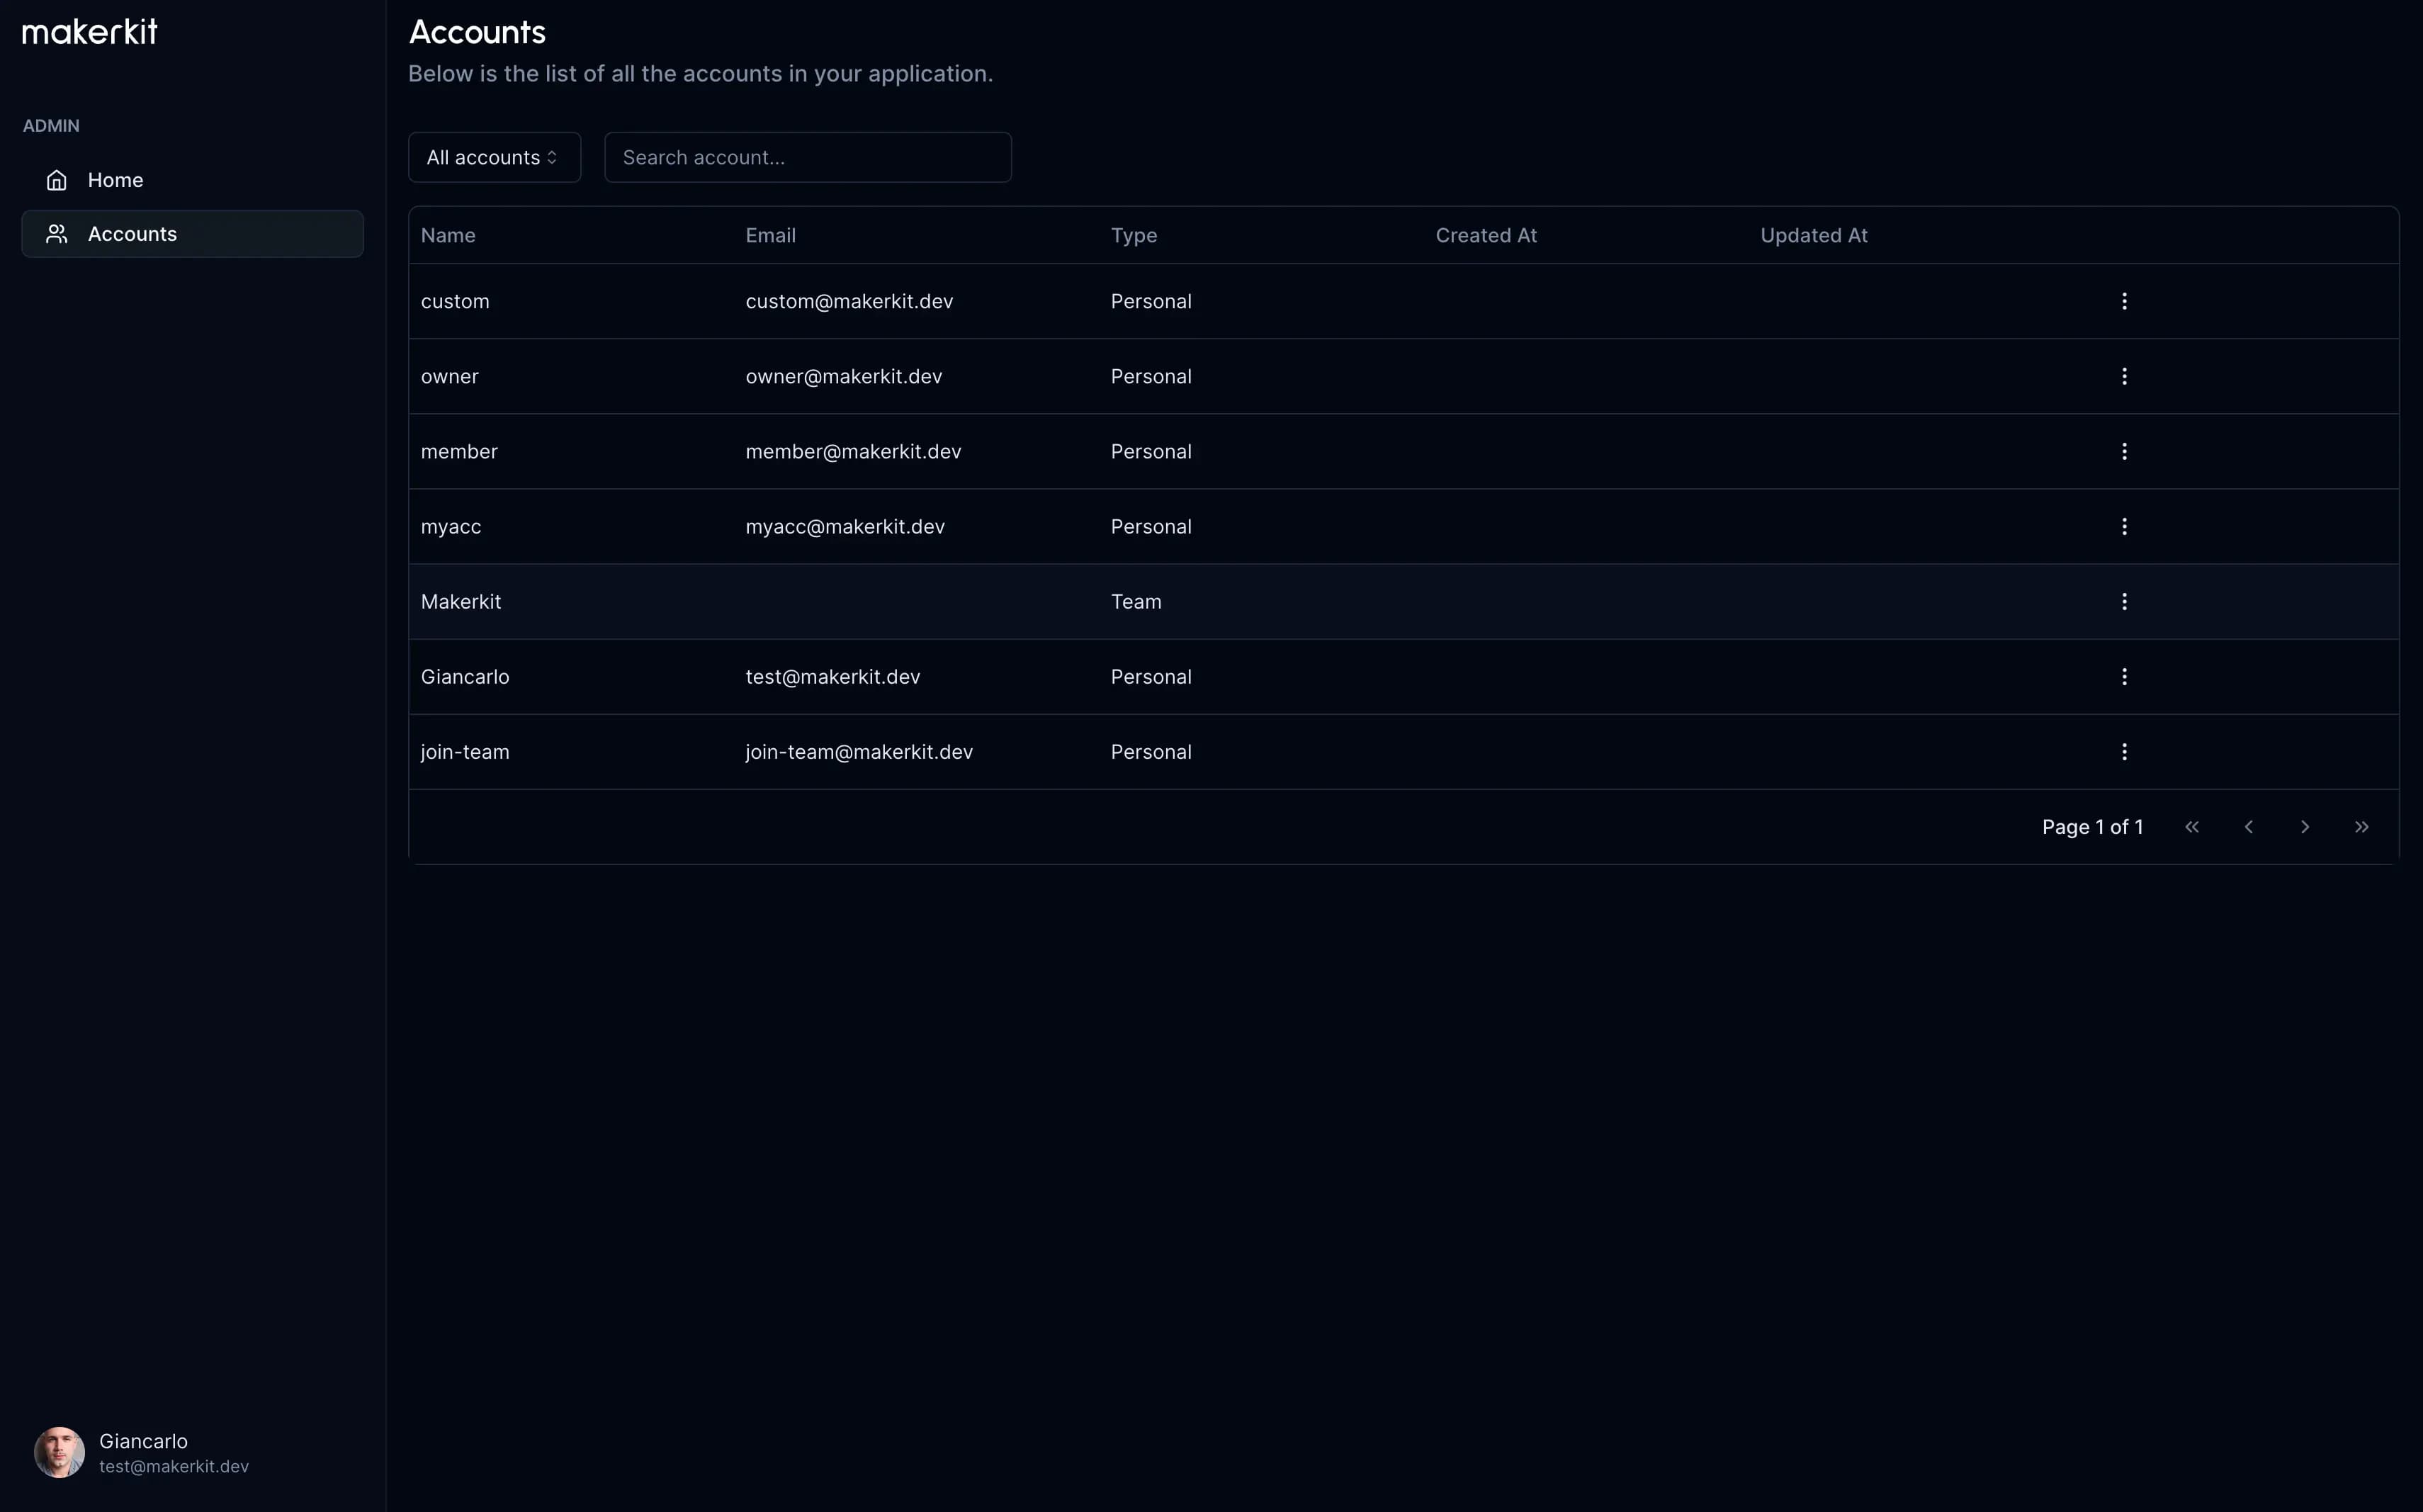 makerkit
ADMIN
Home
Accounts
Giancarlo
test@makerkit.dev
Accounts
Below is the list of all the accounts in your application.
All accounts
Search account...
Name Email Type Created At Updated At
custom custom@makerkit.dev Personal
owner owner@makerkit.dev Personal
member member@makerkit.dev Personal
myacc myacc@makerkit.dev Personal
Makerkit Team
Giancarlo test@makerkit.dev Personal
join-team join-team@makerkit.dev Personal
Page 1 of 1